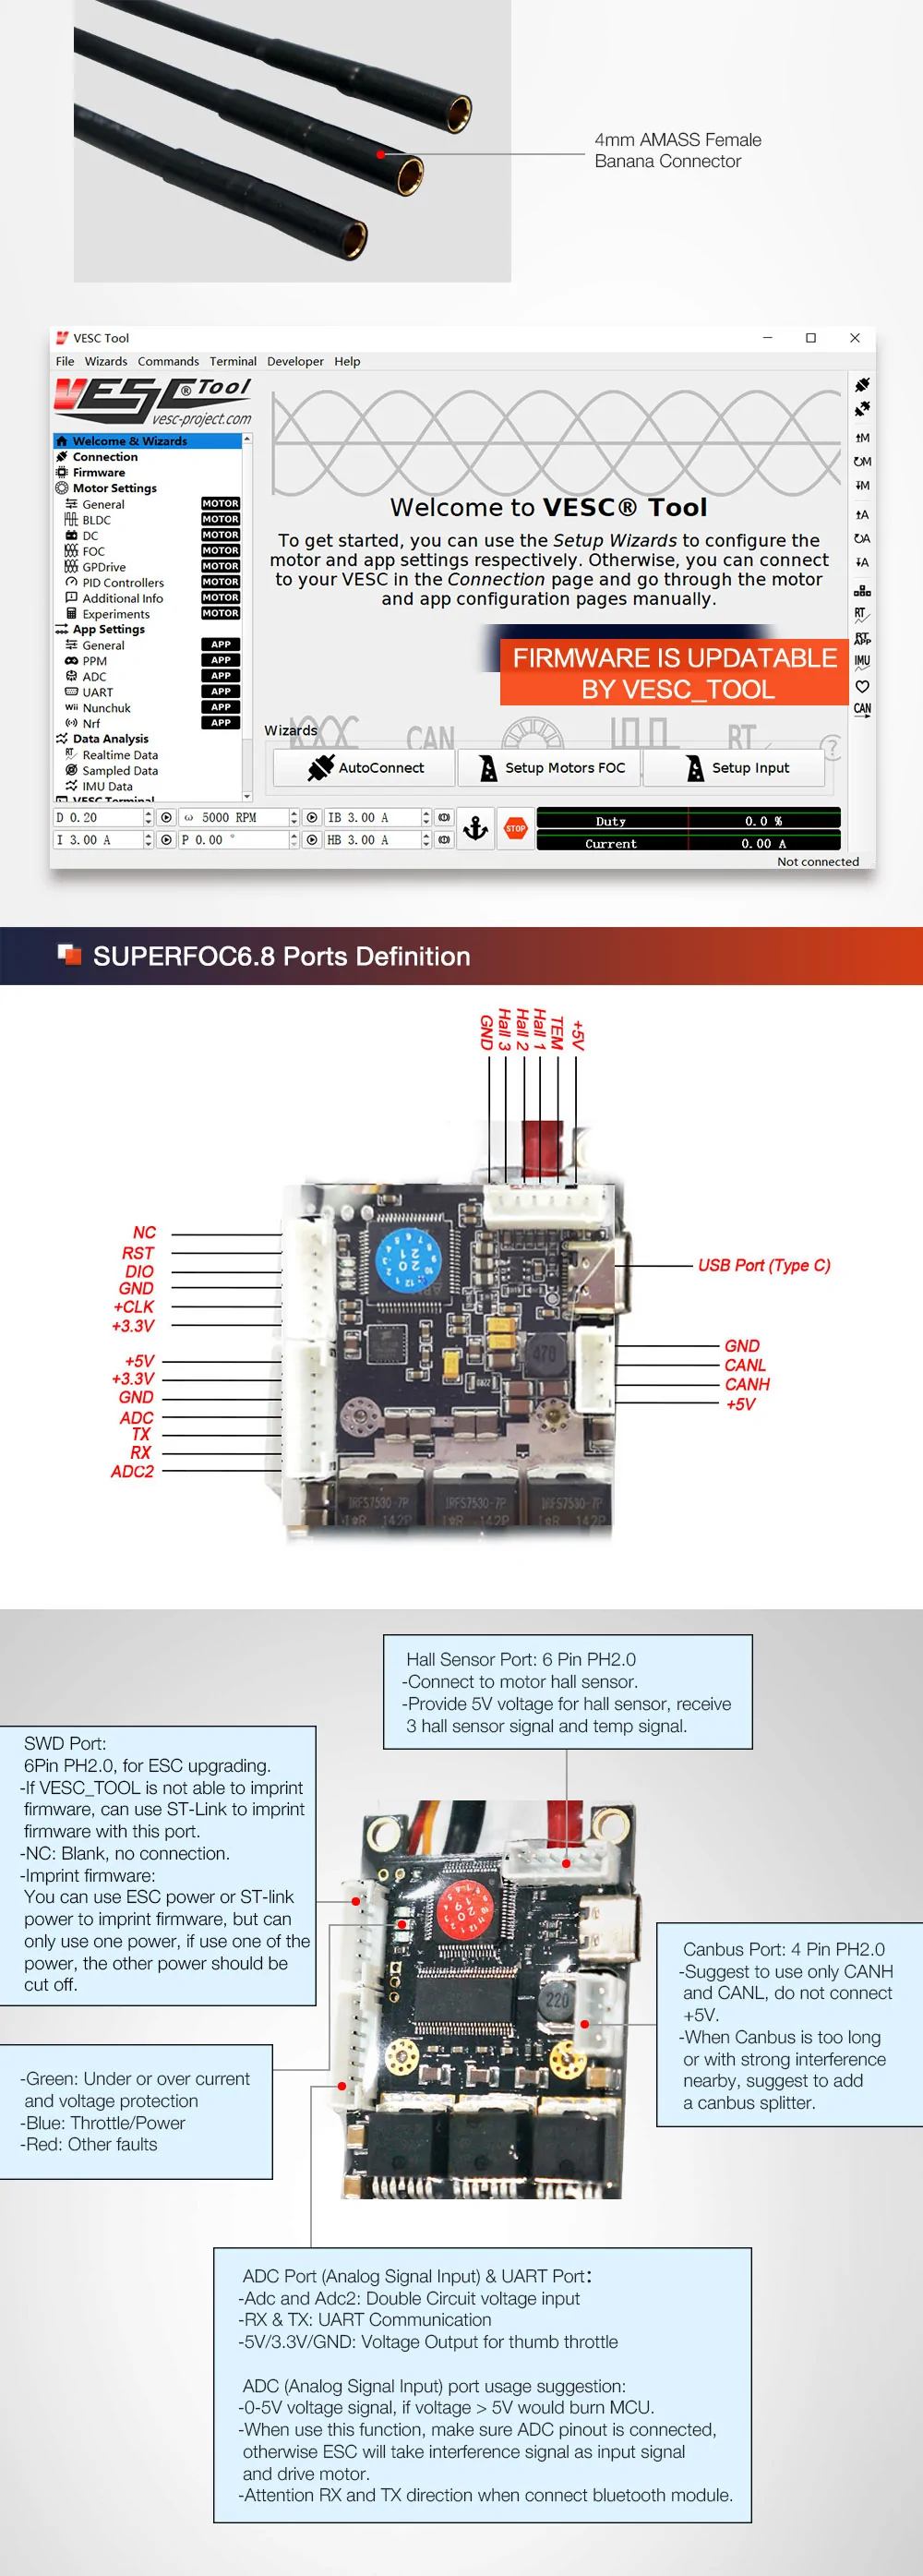 4mm AMASS Female
Banana Connector
VESC Tool
File Wizards Commands Terminal Developer Help
VESC® Tool
vesc-project.com
Welcome & Wizards
Connection
Firmware
Motor Settings
General MOTOR
BLDC MOTOR
DC MOTOR
FOC MOTOR
GPDrive MOTOR
PID Controllers MOTOR
Additional Info MOTOR
Experiments MOTOR
App Settings
General APP
PPM APP
ADC APP
UART APP
Nunchuk APP
Nrf APP
Data Analysis
Realtime Data
Sampled Data
IMU Data
VESC Terminal
Welcome to VESC® Tool
To get started, you can use the Setup Wizards to configure the
motor and app settings respectively. Otherwise, you can connect
to your VESC in the Connection page and go through the motor
and app configuration pages manually.
FIRMWARE IS UPDATABLE
BY VESC_TOOL
Wizards
CAN
RT
AutoConnect
Setup Motors FOC
Setup Input
M
M
M
A
A
A
RT
RT
APP
IMU
CAN
D 0.20
ω 5000 RPM
IB 3.00 A
I 3.00 A
P 0.00 °
HB 3.00 A
STOP
Duty 0.0 %
Current 0.00 A
Not connected
SUPERFOC6.8 Ports Definition
GND
Hall 3
Hall 2
Hall 1
TEM
+5V
NC
RST
DIO
GND
+CLK
+3.3V
+5V
+3.3V
GND
ADC
TX
RX
ADC2
USB Port (Type C)
GND
CANL
CANH
+5V
470
IRFS7530-7P
IRFS7530-7P
IRFS7530-7P
142P
142P
142P
Hall Sensor Port: 6 Pin PH2.0
-Connect to motor hall sensor.
-Provide 5V voltage for hall sensor, receive
3 hall sensor signal and temp signal.
SWD Port:
6Pin PH2.0, for ESC upgrading.
-If VESC_TOOL is not able to imprint
firmware, can use ST-Link to imprint
firmware with this port.
-NC: Blank, no connection.
-Imprint firmware:
You can use ESC power or ST-link
power to imprint firmware, but can
only use one power, if use one of the
power, the other power should be
cut off.
220
Canbus Port: 4 Pin PH2.0
-Suggest to use only CANH
and CANL, do not connect
+5V.
-When Canbus is too long
or with strong interference
nearby, suggest to add
a canbus splitter.
-Green: Under or over current
and voltage protection
-Blue: Throttle/Power
-Red: Other faults
ADC Port (Analog Signal Input) & UART Port:
-Adc and Adc2: Double Circuit voltage input
-RX & TX: UART Communication
-5V/3.3V/GND: Voltage Output for thumb throttle
ADC (Analog Signal Input) port usage suggestion:
-0-5V voltage signal, if voltage > 5V would burn MCU.
-When use this function, make sure ADC pinout is connected,
otherwise ESC will take interference signal as input signal
and drive motor.
-Attention RX and TX direction when connect bluetooth module.